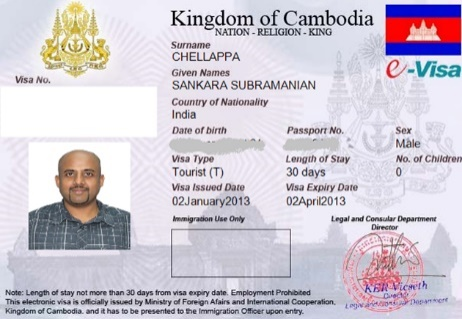 Kingdom of Cambodia
NATION - RELIGION - KING
e-Visa
Visa No.
Surname
CHELLAPPA
Given Names
SANKARA SUBRAMANIAN
Country of Nationality
India
Date of birth Passport No. Sex
Male
Visa Type Length of Stay No. of Children
Tourist (T) 30 days 0
Visa Issued Date Visa Expiry Date
02January2013 02April2013
Immigration Use Only Legal and Consular Department
Director
Legal and Consular Department
Note: Length of stay not more than 30 days from visa expiry date. Employment Prohibited
This electronic visa is officially issued by Ministry of Foreign Afairs and International Cooperation,
Kingdom of Cambodia. and it has to be presented to the Immigration Officer upon entry.